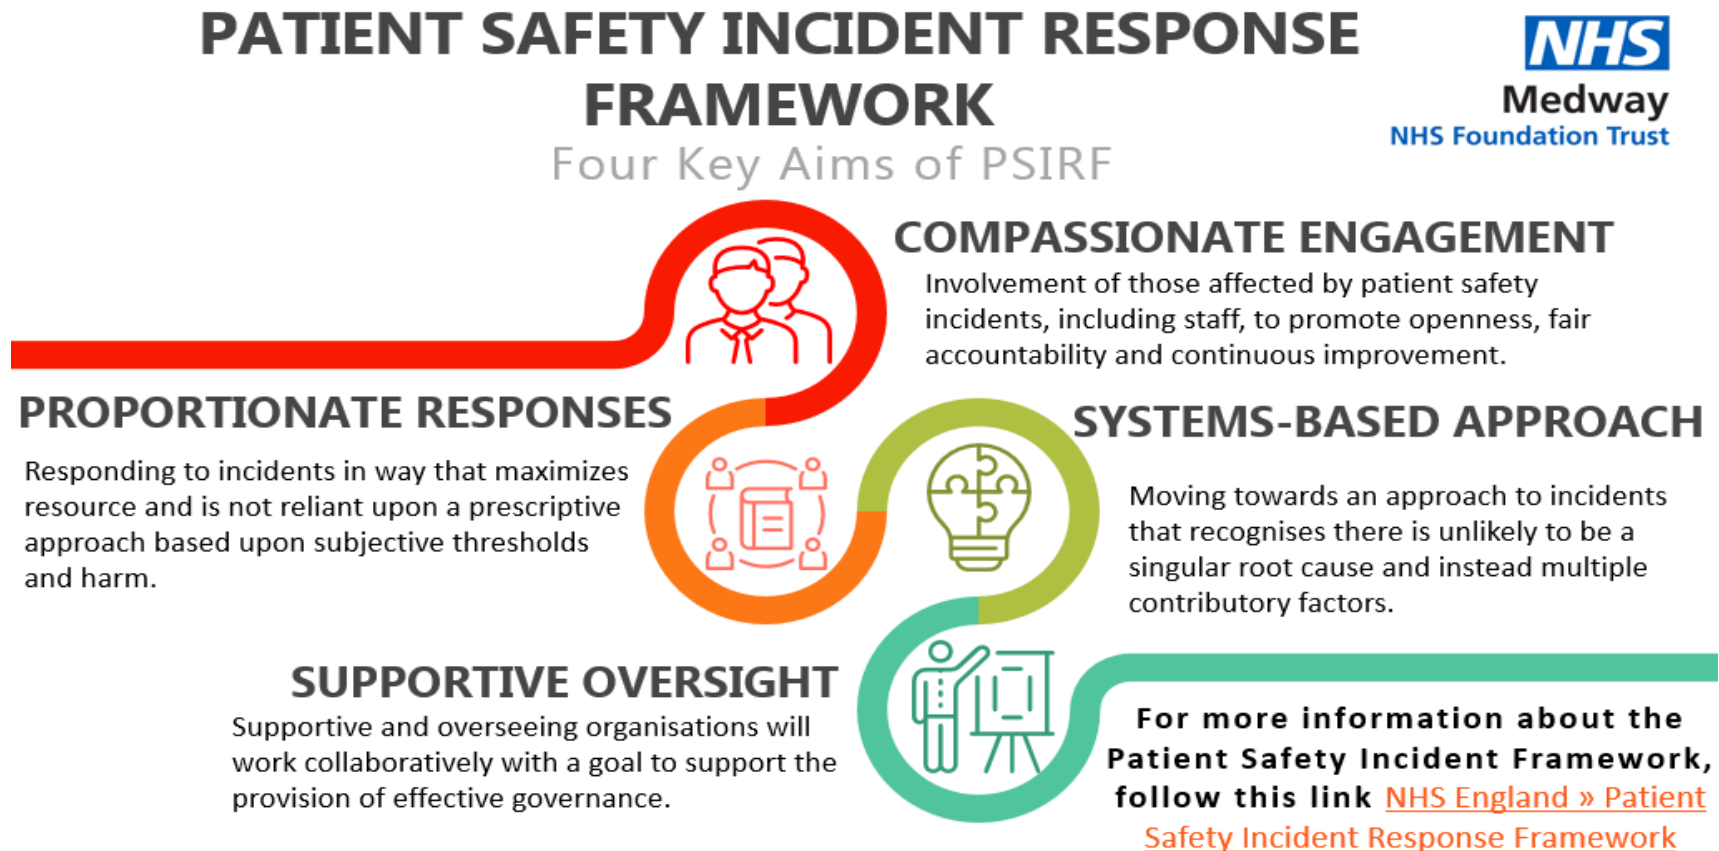 PATIENT SAFETY INCIDENT RESPONSE
FRAMEWORK
Four Key Aims of PSIRF
NHS
Medway
NHS Foundation Trust
COMPASSIONATE ENGAGEMENT
Involvement of those affected by patient safety
incidents, including staff, to promote openness, fair
accountability and continuous improvement.
PROPORTIONATE RESPONSES
Responding to incidents in way that maximizes
resource and is not reliant upon a prescriptive
approach based upon subjective thresholds
and harm.
SYSTEMS-BASED APPROACH
Moving towards an approach to incidents
that recognises there is unlikely to be a
singular root cause and instead multiple
contributory factors.
SUPPORTIVE OVERSIGHT
Supportive and overseeing organisations will
work collaboratively with a goal to support the
provision of effective governance.
For more information about the
Patient Safety Incident Framework,
follow this link NHS England » Patient
Safety Incident Response Framework